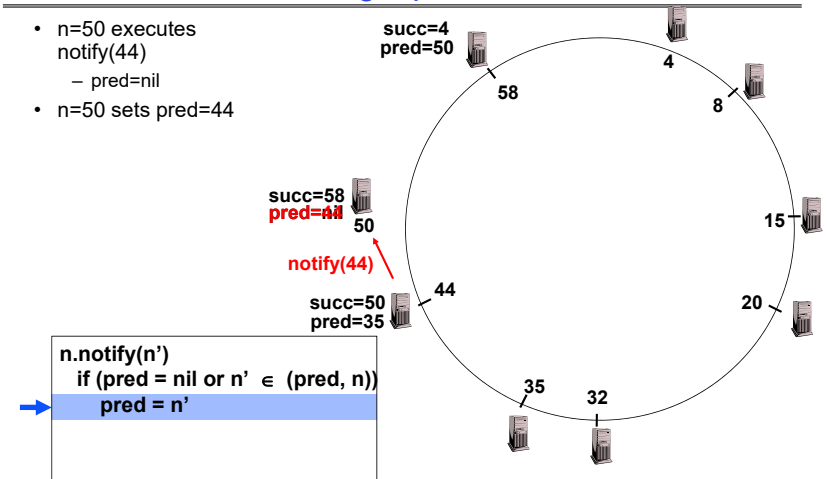 • n=50 executes
notify(44)
– pred=nil
• n=50 sets pred=44
succ=4
pred=50
58
4
8
15
20
32
35
44
succ=58
pred=44
nil
50
notify(44)
succ=50
pred=35
n.notify(n’)
if (pred = nil or n’ ∈ (pred, n))
pred = n’